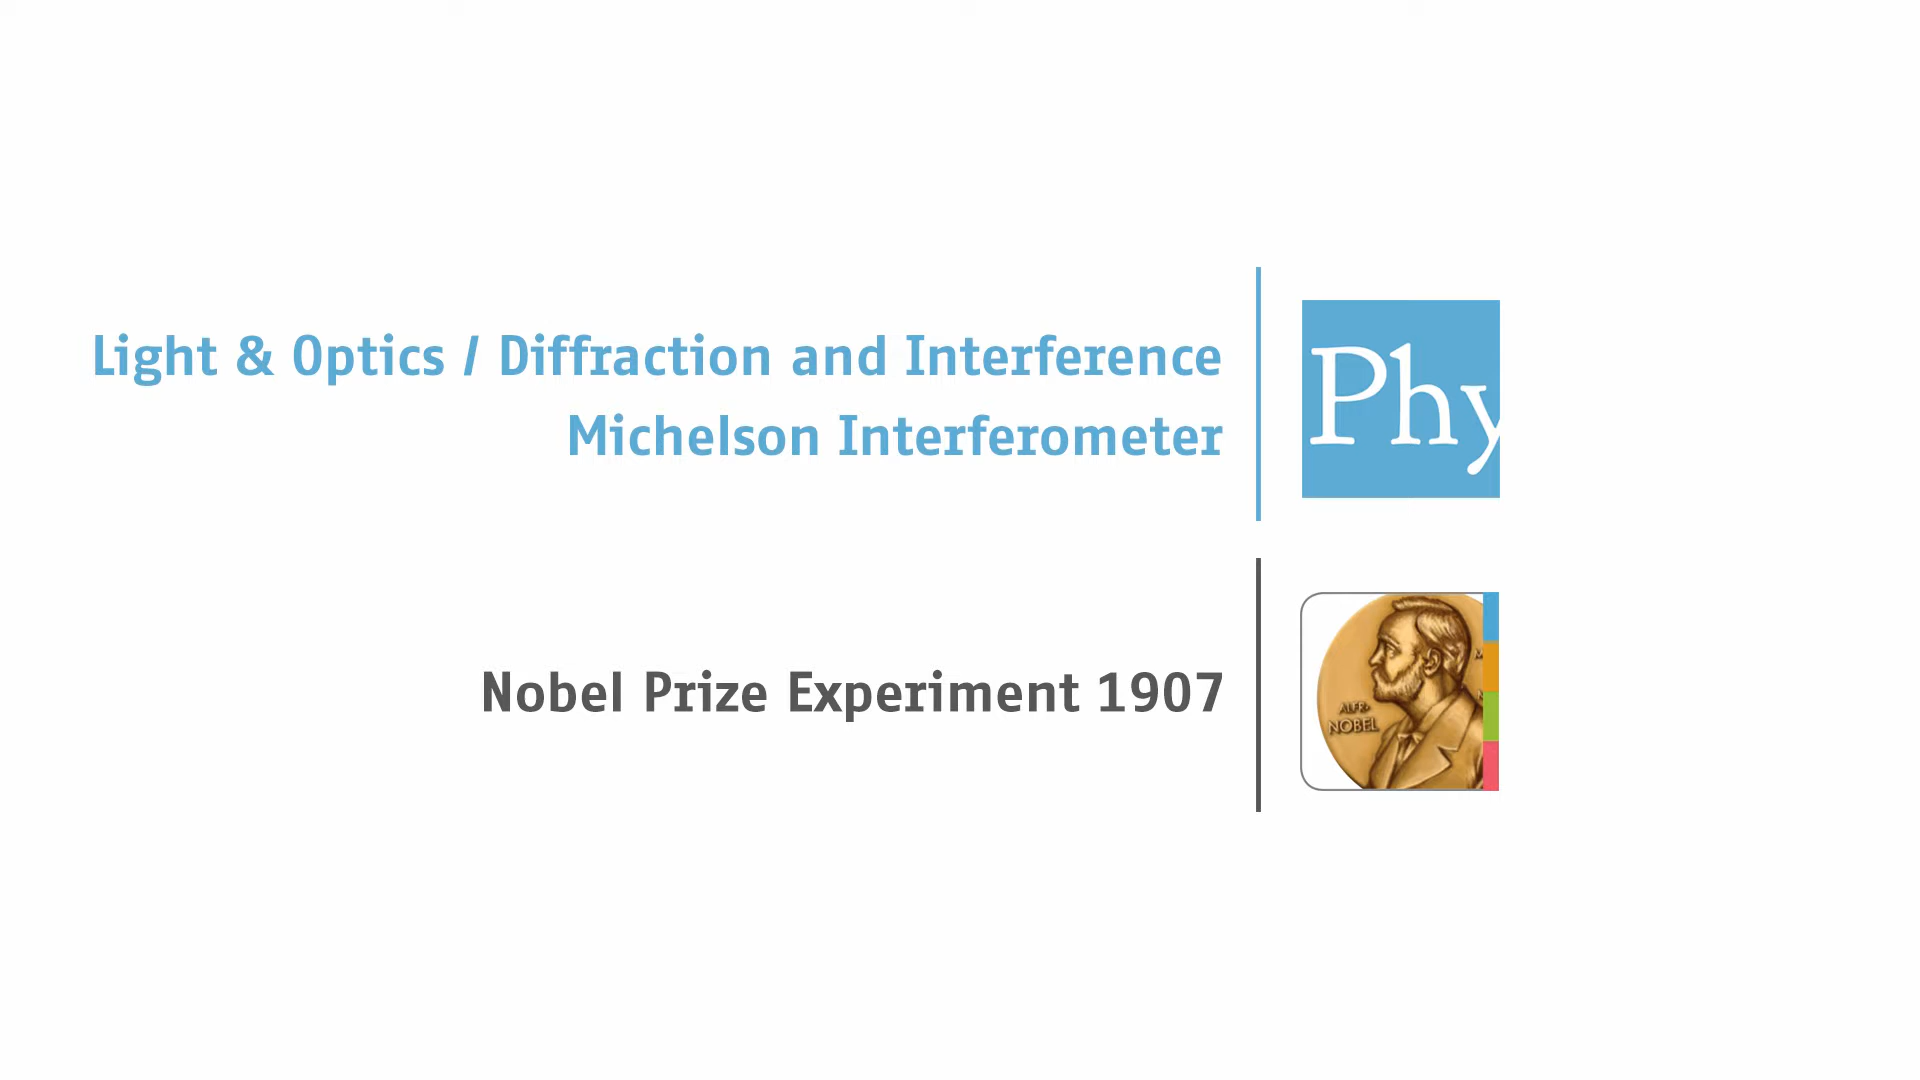 Light & Optics / Diffraction and Interference
Michelson Interferometer
Phy
Nobel Prize Experiment 1907
ALFR.
NOBEL